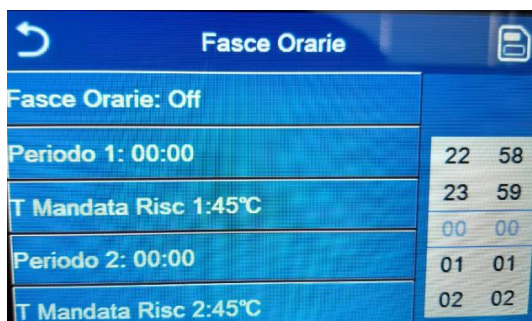 Fasce Orarie
Fasce Orarie: Off
Periodo 1: 00:00
T Mandata Risc 1:45℃
Periodo 2: 00:00
T Mandata Risc 2:45℃
22 58
23 59
00 00
01 01
02 02